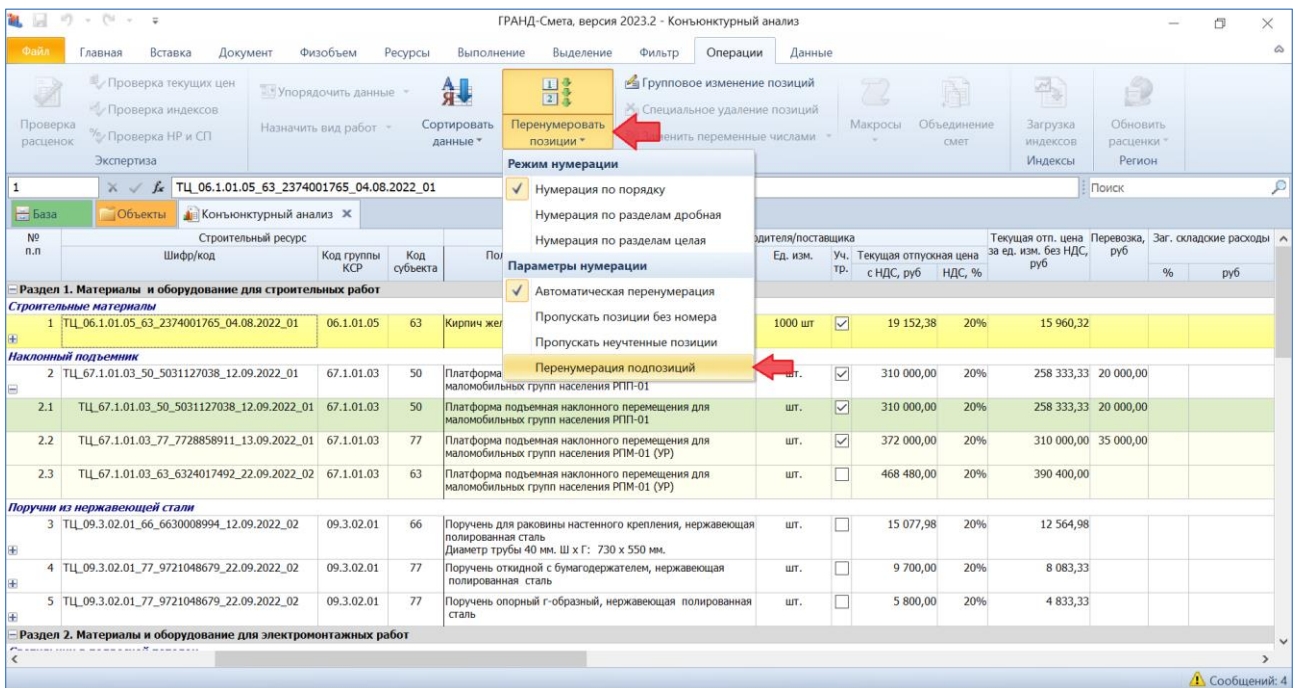 ГРАНД-Смета, версия 2023.2 - Конъюнктурный анализ
Файл Главная Вставка Документ Физобъем Ресурсы Выполнение Выделение Фильтр Операции Данные
Проверка расценок
Проверка текущих цен
Проверка индексов
Проверка НР и СП
Экспертиза
Упорядочить данные
Назначить вид работ
Сортировать данные
Перенумеровать позиции
Групповое изменение позиций
Специальное удаление позиций
Заменить переменные числами
Макросы
Объединение смет
Загрузка индексов
Индексы
Обновить расценки
Регион
Режим нумерации
Нумерация по порядку
Нумерация по разделам дробная
Нумерация по разделам целая
Параметры нумерации
Автоматическая перенумерация
Пропускать позиции без номера
Пропускать неучтенные позиции
Перенумерация подпозиций
1 fx ТЦ_06.1.01.05_63_2374001765_04.08.2022_01 Поиск
База Объекты Конъюнктурный анализ
№ п.п
Строительный ресурс
Шифр/код
Код группы КСР
Код субъекта
Ед. изм.
Уч. тр.
Текущая отпускная цена
с НДС, руб НДС, %
Текущая отп. цена за ед. изм. без НДС, руб
Перевозка, руб
Заг. складские расходы
% руб
Раздел 1. Материалы и оборудование для строительных работ
Строительные материалы
1 ТЦ_06.1.01.05_63_2374001765_04.08.2022_01 06.1.01.05 63 Кирпич 1000 шт 19 152,38 20% 15 960,32
Наклонный подъемник
2 ТЦ_67.1.01.03_50_5031127038_12.09.2022_01 67.1.01.03 50 Платформа шт. 310 000,00 20% 258 333,33 20 000,00
маломобильных групп населения РПП-01
2.1 ТЦ_67.1.01.03_50_5031127038_12.09.2022_01 67.1.01.03 50 Платформа подъемная наклонного перемещения для шт. 310 000,00 20% 258 333,33 20 000,00
маломобильных групп населения РПП-01
2.2 ТЦ_67.1.01.03_77_7728858911_13.09.2022_01 67.1.01.03 77 Платформа подъемная наклонного перемещения для шт. 372 000,00 20% 310 000,00 35 000,00
маломобильных групп населения РПМ-01 (УР)
2.3 ТЦ_67.1.01.03_63_6324017492_22.09.2022_02 67.1.01.03 63 Платформа подъемная наклонного перемещения для шт. 468 480,00 20% 390 400,00
маломобильных групп населения РПМ-01 (УР)
Поручни из нержавеющей стали
3 ТЦ_09.3.02.01_66_6630008994_12.09.2022_02 09.3.02.01 66 Поручень для раковины настенного крепления, нержавеющая шт. 15 077,98 20% 12 564,98
полированная сталь
Диаметр трубы 40 мм. Ш х Г: 730 х 550 мм.
4 ТЦ_09.3.02.01_77_9721048679_22.09.2022_02 09.3.02.01 77 Поручень откидной с бумагодержателем, нержавеющая шт. 9 700,00 20% 8 083,33
полированная сталь
5 ТЦ_09.3.02.01_77_9721048679_22.09.2022_02 09.3.02.01 77 Поручень опорный г-образный, нержавеющая полированная шт. 5 800,00 20% 4 833,33
сталь
Раздел 2. Материалы и оборудование для электромонтажных работ
Сообщений: 4